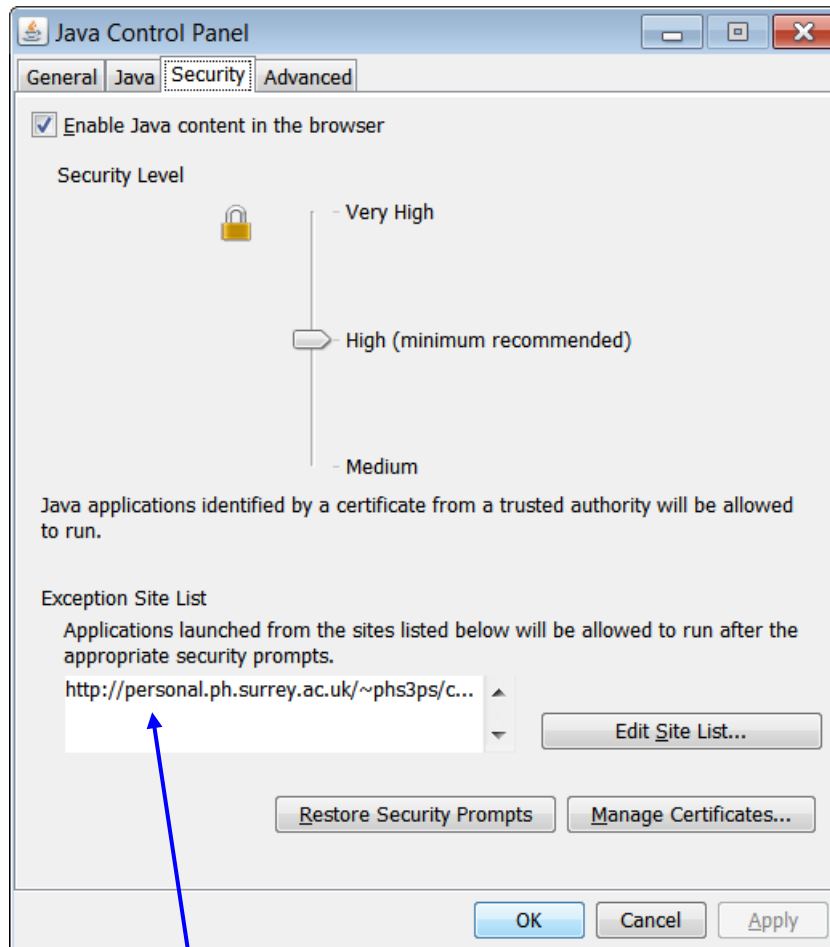 Java Control Panel
General Java Security Advanced
Enable Java content in the browser
Security Level
Very High
High (minimum recommended)
Medium
Java applications identified by a certificate from a trusted authority will be allowed
to run.
Exception Site List
Applications launched from the sites listed below will be allowed to run after the
appropriate security prompts.
http://personal.ph.surrey.ac.uk/~phs3ps/c...
Edit Site List...
Restore Security Prompts Manage Certificates...
OK Cancel Apply